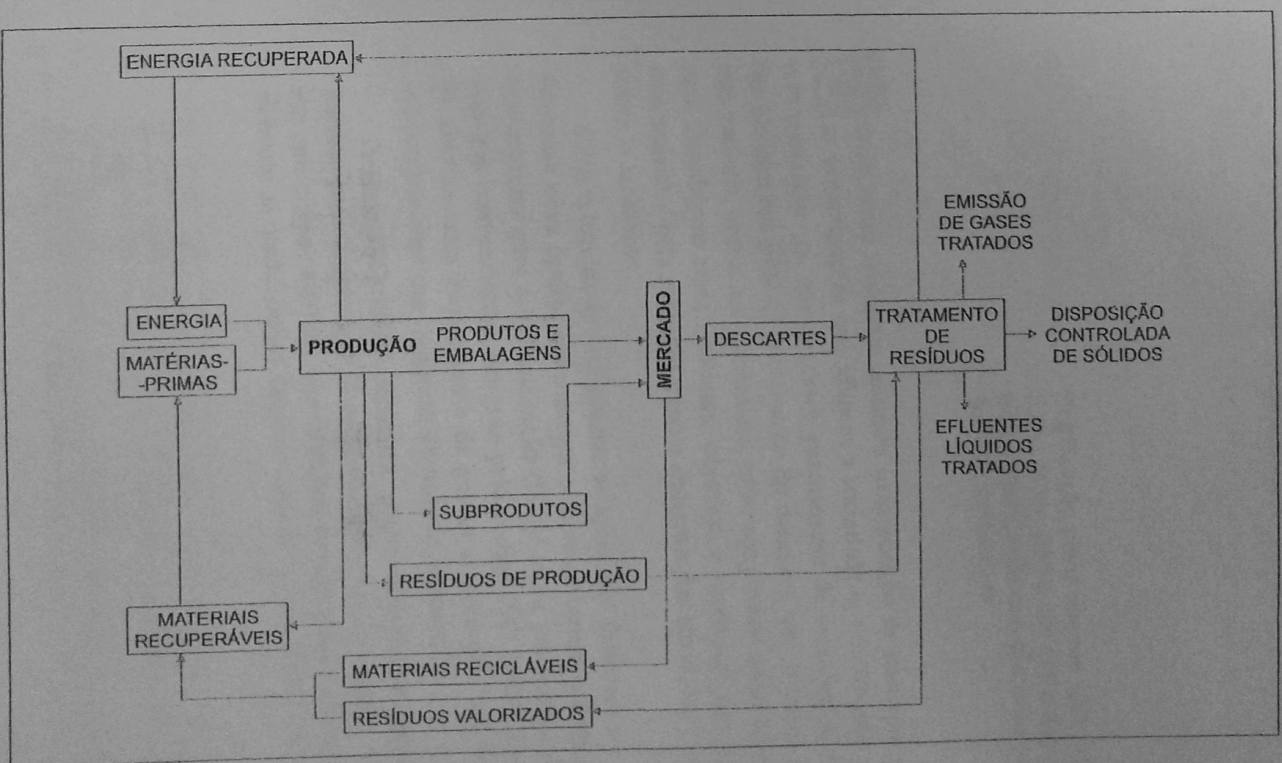 ENERGIA RECUPERADA
EMISSÃO
DE GASES
TRATADOS
ENERGIA
MATÉRIAS-
-PRIMAS
PRODUÇÃO
PRODUTOS E
EMBALAGENS
MERCADO
DESCARTES
TRATAMENTO
DE
RESÍDUOS
DISPOSIÇÃO
CONTROLADA
DE SÓLIDOS
EFLUENTES
LÍQUIDOS
TRATADOS
SUBPRODUTOS
RESÍDUOS DE PRODUÇÃO
MATERIAIS
RECUPERÁVEIS
MATERIAIS RECICLÁVEIS
RESÍDUOS VALORIZADOS